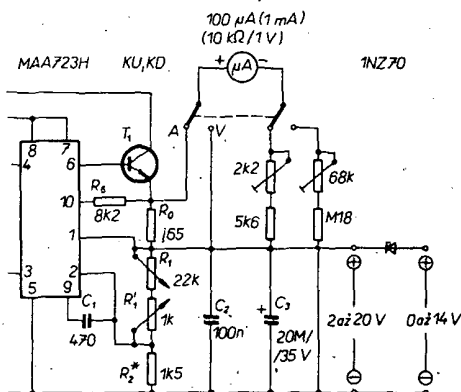 100 µA (1 mA)
(10 kΩ/1 V)
MAA723H
KU, KD
1NZ70
+
µA
−
T₁
A
V
8
7
4
6
10
1
3
2
5
9
R₆
8k2
R₀
j65
R₁
22k
R₁'
1k
C₁
470
R₂*
1k5
2k2
68k
5k6
M18
C₂
100n
+
C₃
20M/
/35 V
⊕
⊕
2 až 20 V
0 až 14 V
⊖
⊖